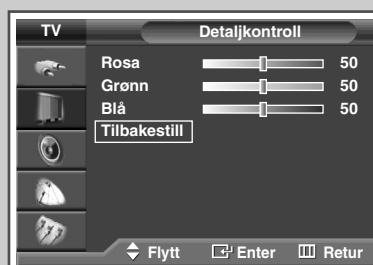 TV Detaljkontroll
Rosa 50
Grønn 50
Blå 50
Tilbakestill
Flytt Enter Retur